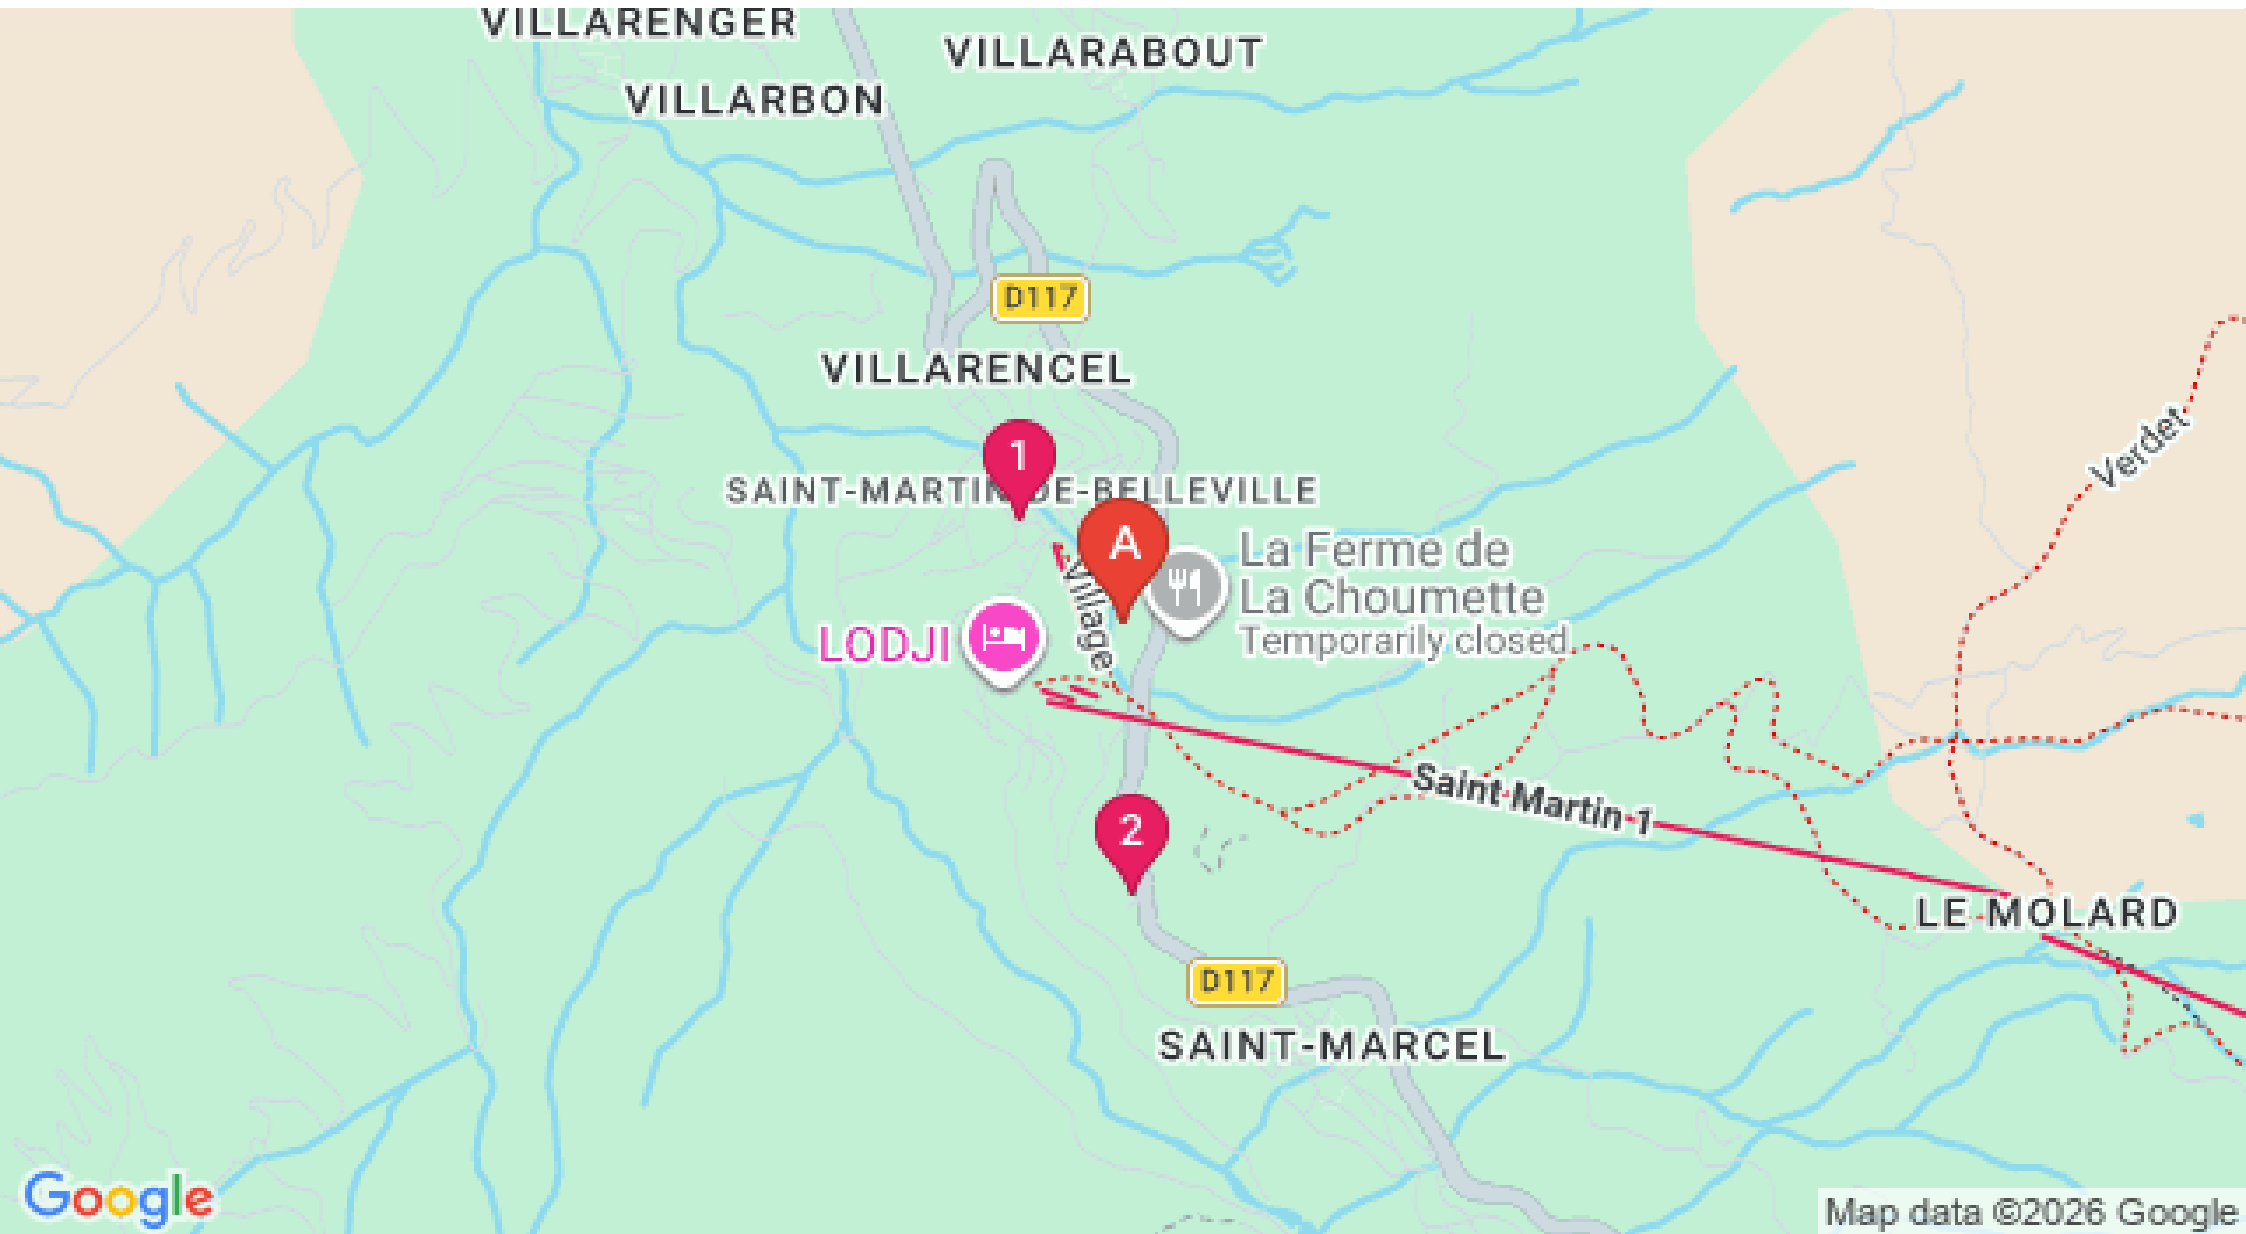 VILLARENGER
VILLARABOUT
VILLARBON
D117
VILLARENCEL
Verdet
1
SAINT-MARTIN-DE-BELLEVILLE
A
La Ferme de
La Choumette
Temporarily closed
Village
LODJI
Saint Martin 1
2
LE MOLARD
D117
SAINT-MARCEL
Google
Map data ©2026 Google